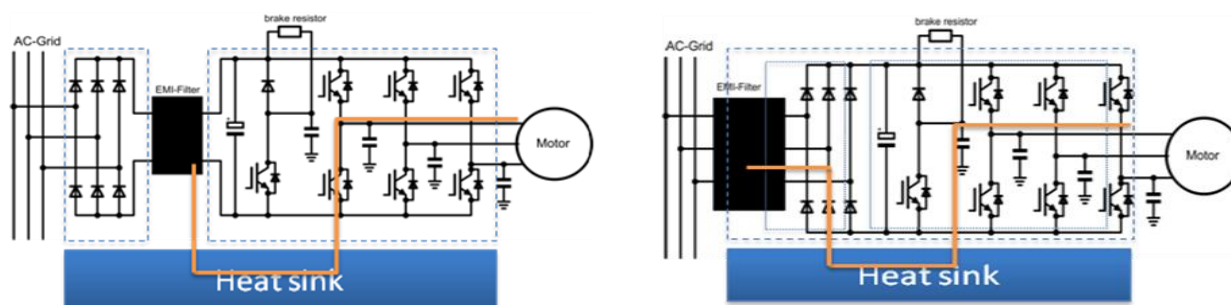 brake resistor
AC-Grid
EMI-Filter
Motor
Heat sink
brake resistor
AC-Grid
EMI-Filter
Motor
Heat sink